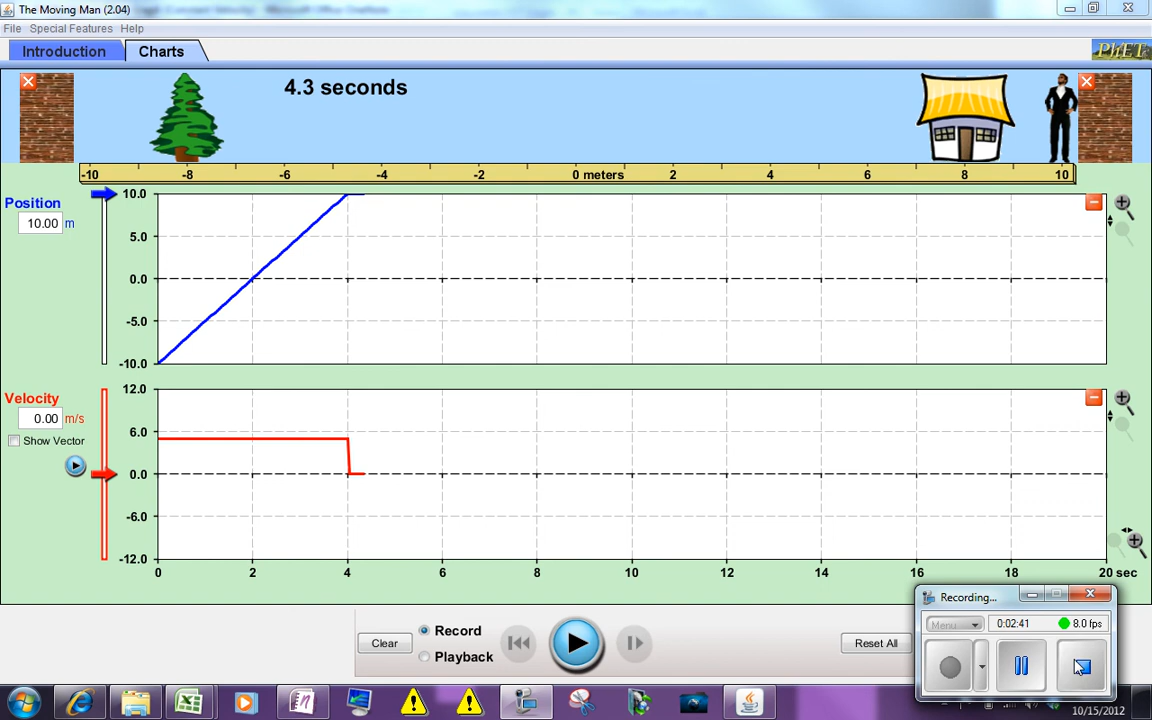 The Moving Man (2.04)
File Special Features Help
Introduction Charts
PhET
4.3 seconds
-10 -8 -6 -4 -2 0 meters 2 4 6 8 10
Position
10.00 m
10.0
5.0
0.0
-5.0
-10.0
Velocity
0.00 m/s
Show Vector
12.0
6.0
0.0
-6.0
-12.0
0 2 4 6 8 10 12 14 16 18 20 sec
Clear
Record
Playback
Reset All
Recording...
Menu 0:02:41 8.0 fps
10/15/2012